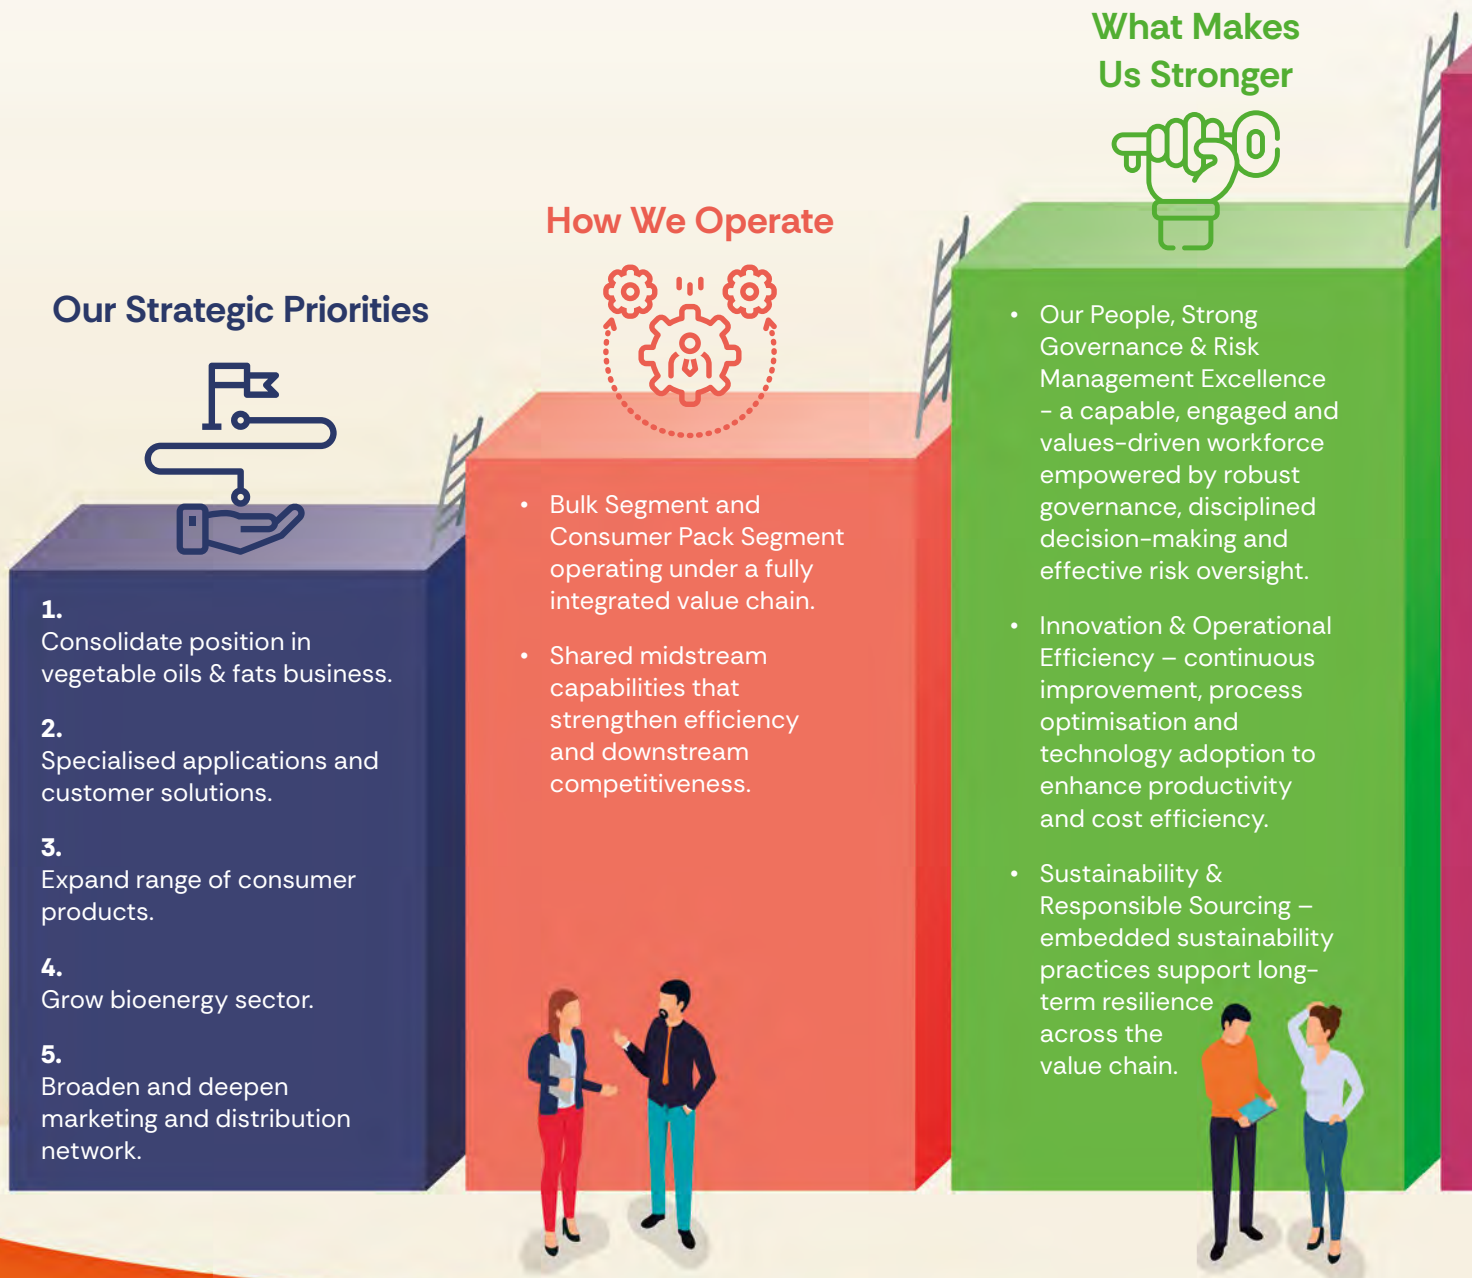 Our Strategic Priorities
1.
Consolidate position in
vegetable oils & fats business.
2.
Specialised applications and
customer solutions.
3.
Expand range of consumer
products.
4.
Grow bioenergy sector.
5.
Broaden and deepen
marketing and distribution
network.
How We Operate
• Bulk Segment and
Consumer Pack Segment
operating under a fully
integrated value chain.
• Shared midstream
capabilities that
strengthen efficiency
and downstream
competitiveness.
What Makes
Us Stronger
• Our People, Strong
Governance & Risk
Management Excellence
- a capable, engaged and
values-driven workforce
empowered by robust
governance, disciplined
decision-making and
effective risk oversight.
• Innovation & Operational
Efficiency – continuous
improvement, process
optimisation and
technology adoption to
enhance productivity
and cost efficiency.
• Sustainability &
Responsible Sourcing –
embedded sustainability
practices support long-
term resilience
across the
value chain.